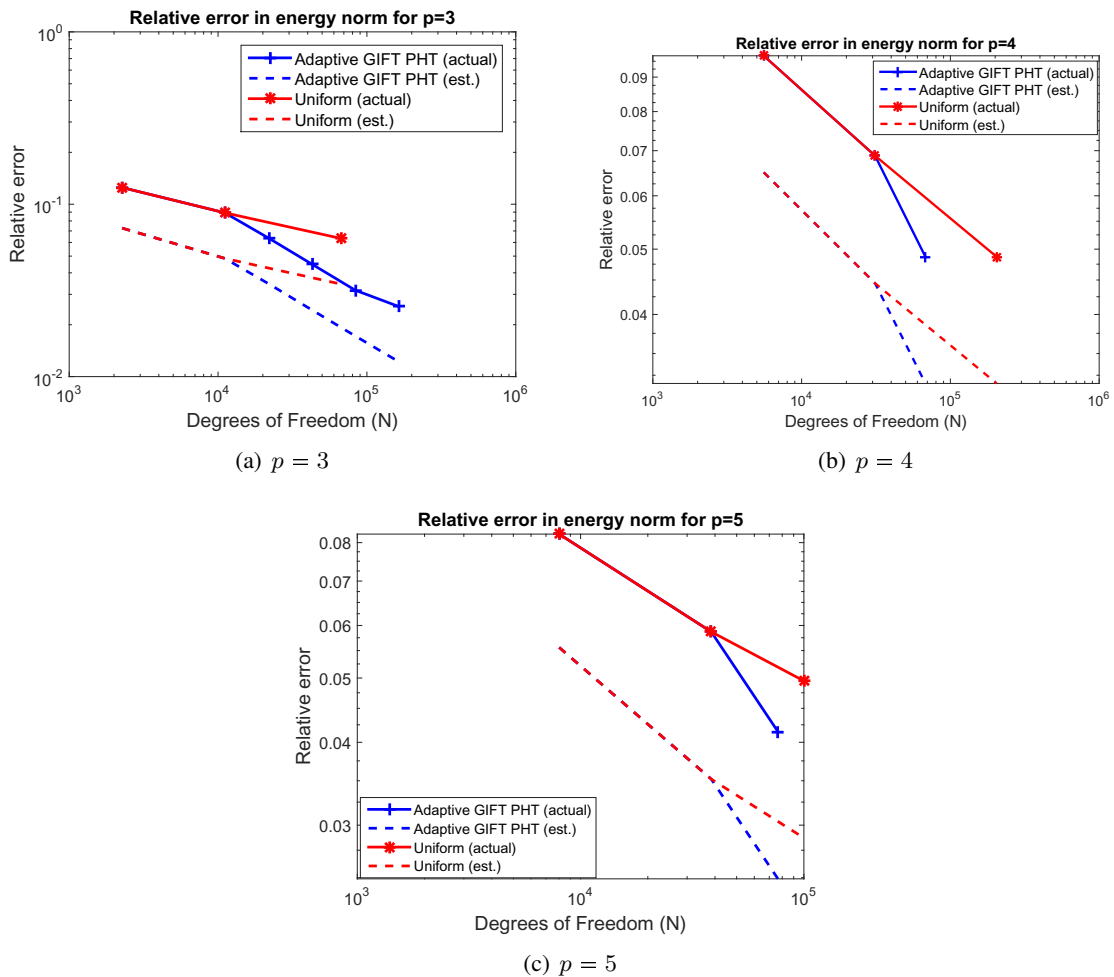 Relative error in energy norm for p=3
10^0
10^-1
10^-2
Relative error
Adaptive GIFT PHT (actual)
Adaptive GIFT PHT (est.)
Uniform (actual)
Uniform (est.)
10^3 10^4 10^5 10^6
Degrees of Freedom (N)
(a) p = 3
Relative error in energy norm for p=4
0.09
0.08
0.07
0.06
0.05
0.04
Relative error
Adaptive GIFT PHT (actual)
Adaptive GIFT PHT (est.)
Uniform (actual)
Uniform (est.)
10^3 10^4 10^5 10^6
Degrees of Freedom (N)
(b) p = 4
Relative error in energy norm for p=5
0.08
0.07
0.06
0.05
0.04
0.03
Relative error
Adaptive GIFT PHT (actual)
Adaptive GIFT PHT (est.)
Uniform (actual)
Uniform (est.)
10^3 10^4 10^5
Degrees of Freedom (N)
(c) p = 5